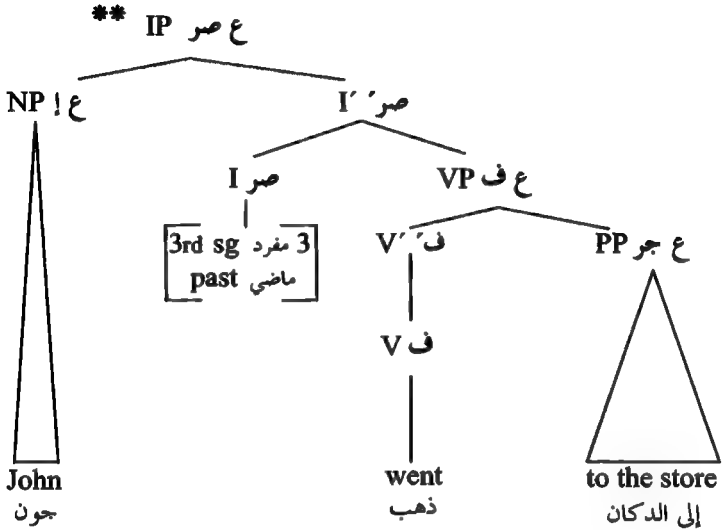 ** IP ع صر
NP ع إ
I´´ صر´´
I صر
VP ع ف
3rd sg مفرد 3
past ماضي
V´´ ف´´
PP ع جر
V ف
John
went
to the store
جون
ذهب
إلى الدكان